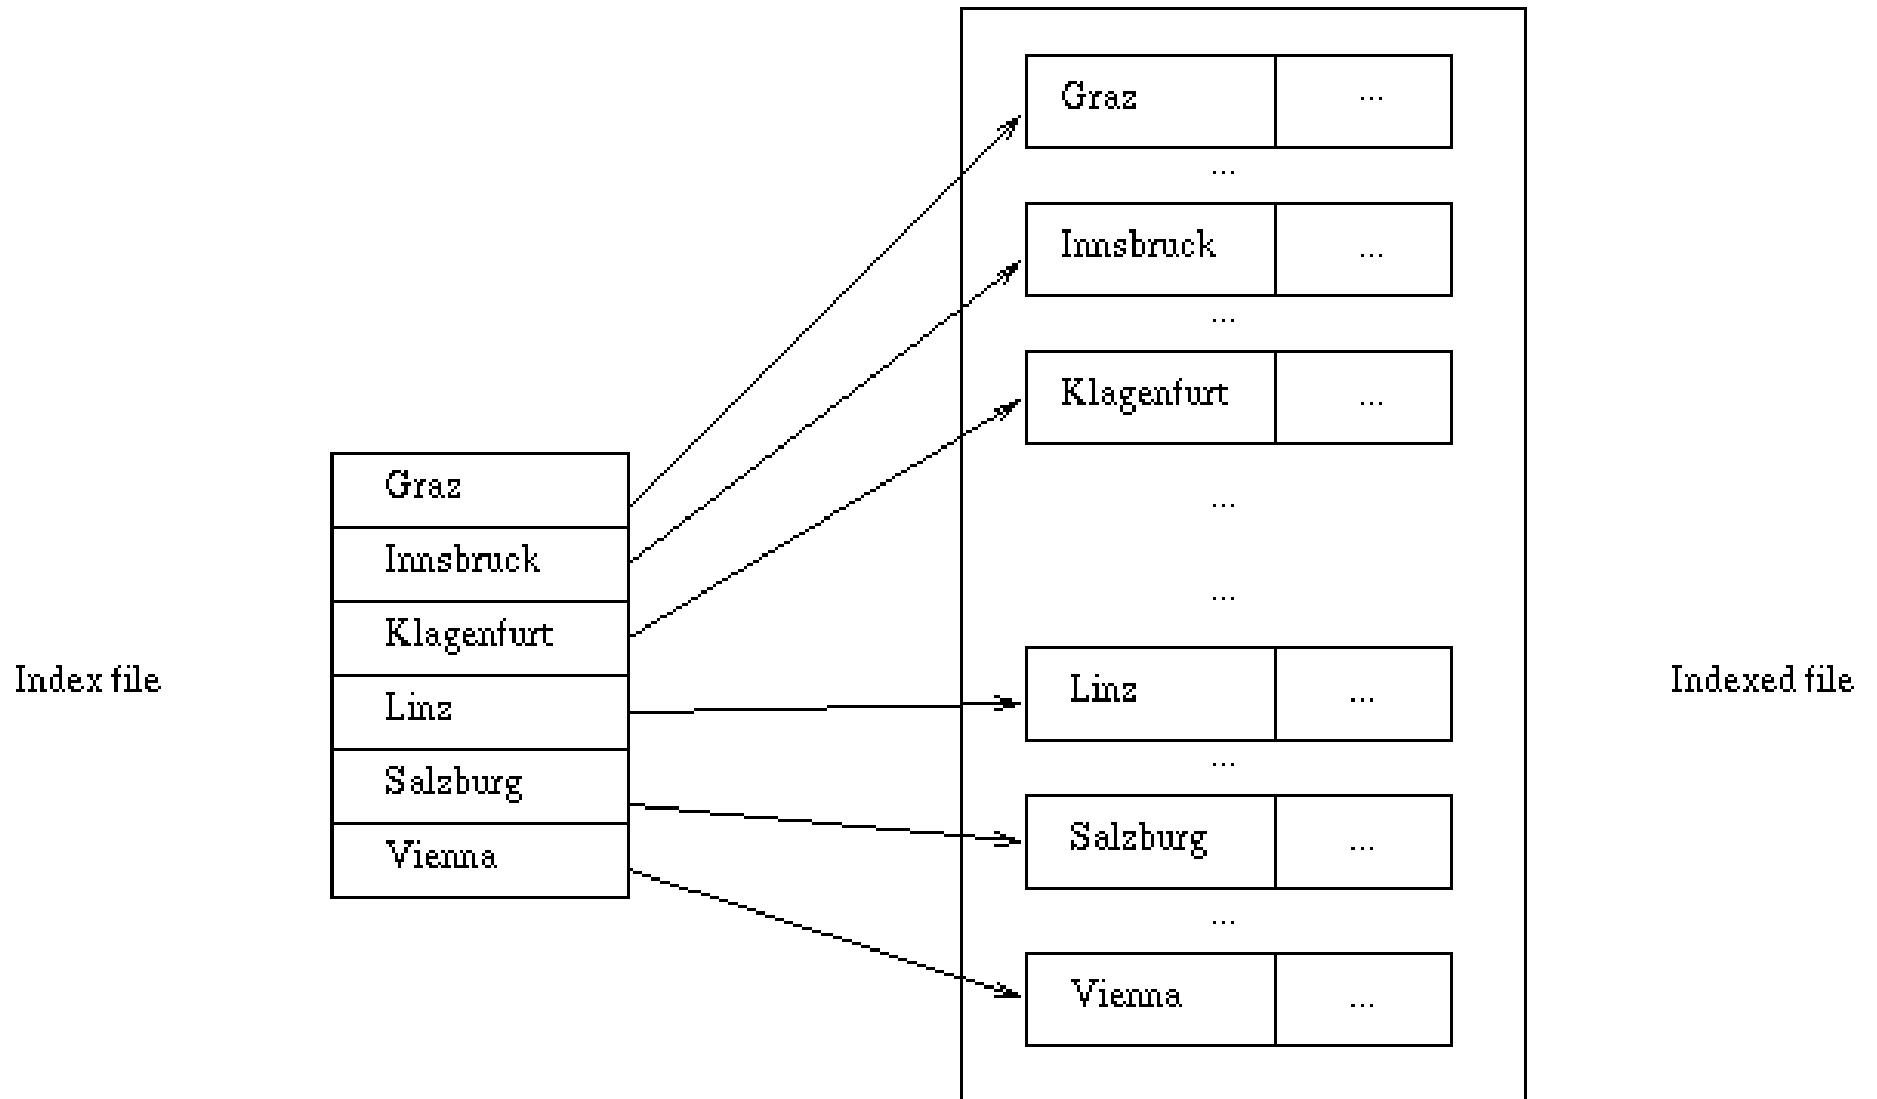 Graz ...
...
Innsbruck ...
...
Klagenfurt ...
...
...
Linz ...
...
Salzburg ...
...
Vienna ...
Graz
Innsbruck
Klagenfurt
Linz
Salzburg
Vienna
Index file
Indexed file